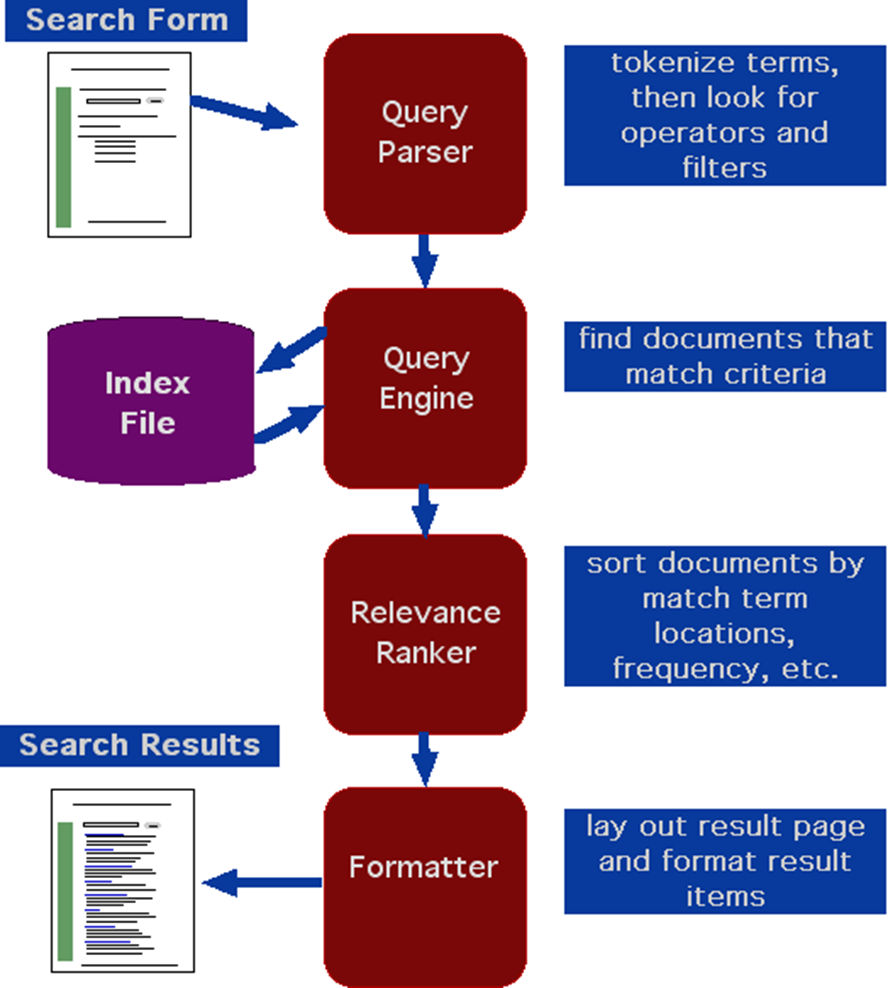 Search Form
Query
Parser
tokenize terms,
then look for
operators and
filters
Index
File
Query
Engine
find documents that
match criteria
Relevance
Ranker
sort documents by
match term
locations,
frequency, etc.
Search Results
Formatter
lay out result page
and format result
items